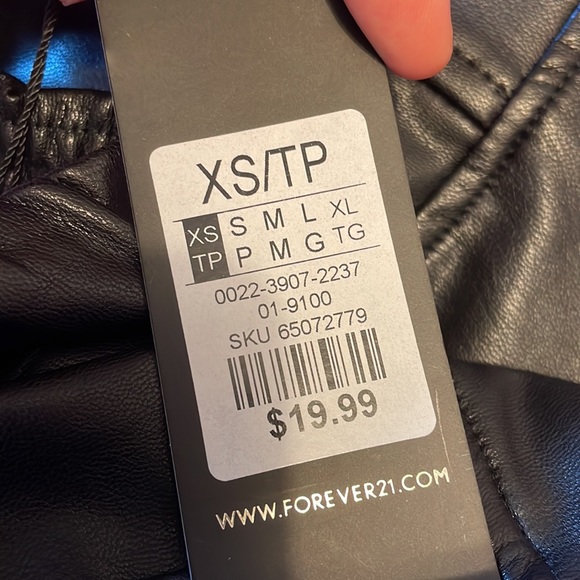 XS/TP
XS S M L XL
TP P M G TG
0022-3907-2237
01-9100
SKU 65072779
$19.99
WWW.FOREVER21.COM